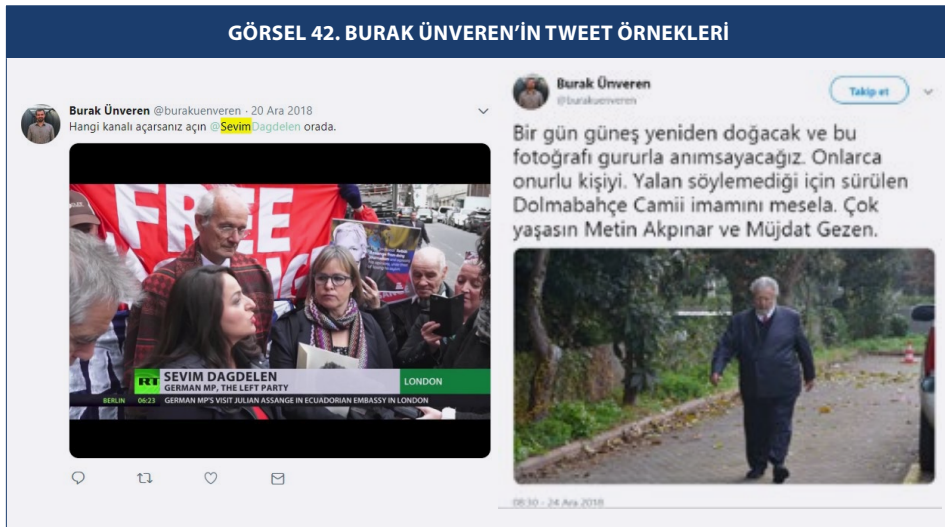 GÖRSEL 42. BURAK ÜNVEREN’İN TWEET ÖRNEKLERİ
Burak Ünveren @burakuenveren · 20 Ara 2018
Hangi kanalı açarsanız açın @SevimDagdelen orada.
FREE
RT
SEVIM DAGDELEN
GERMAN MP, THE LEFT PARTY
LONDON
BERLIN 06:23 GERMAN MP'S VISIT JULIAN ASSANGE IN ECUADORIAN EMBASSY IN LONDON
Burak Ünveren
@burakuenveren
Takip et
Bir gün güneş yeniden doğacak ve bu
fotoğrafı gururla anımsayacağız. Onlarca
onurlu kişiyi. Yalan söylemediği için sürülen
Dolmabahçe Camii imamını mesela. Çok
yaşasın Metin Akpınar ve Müjdat Gezen.
08:30 - 24 Ara 2018